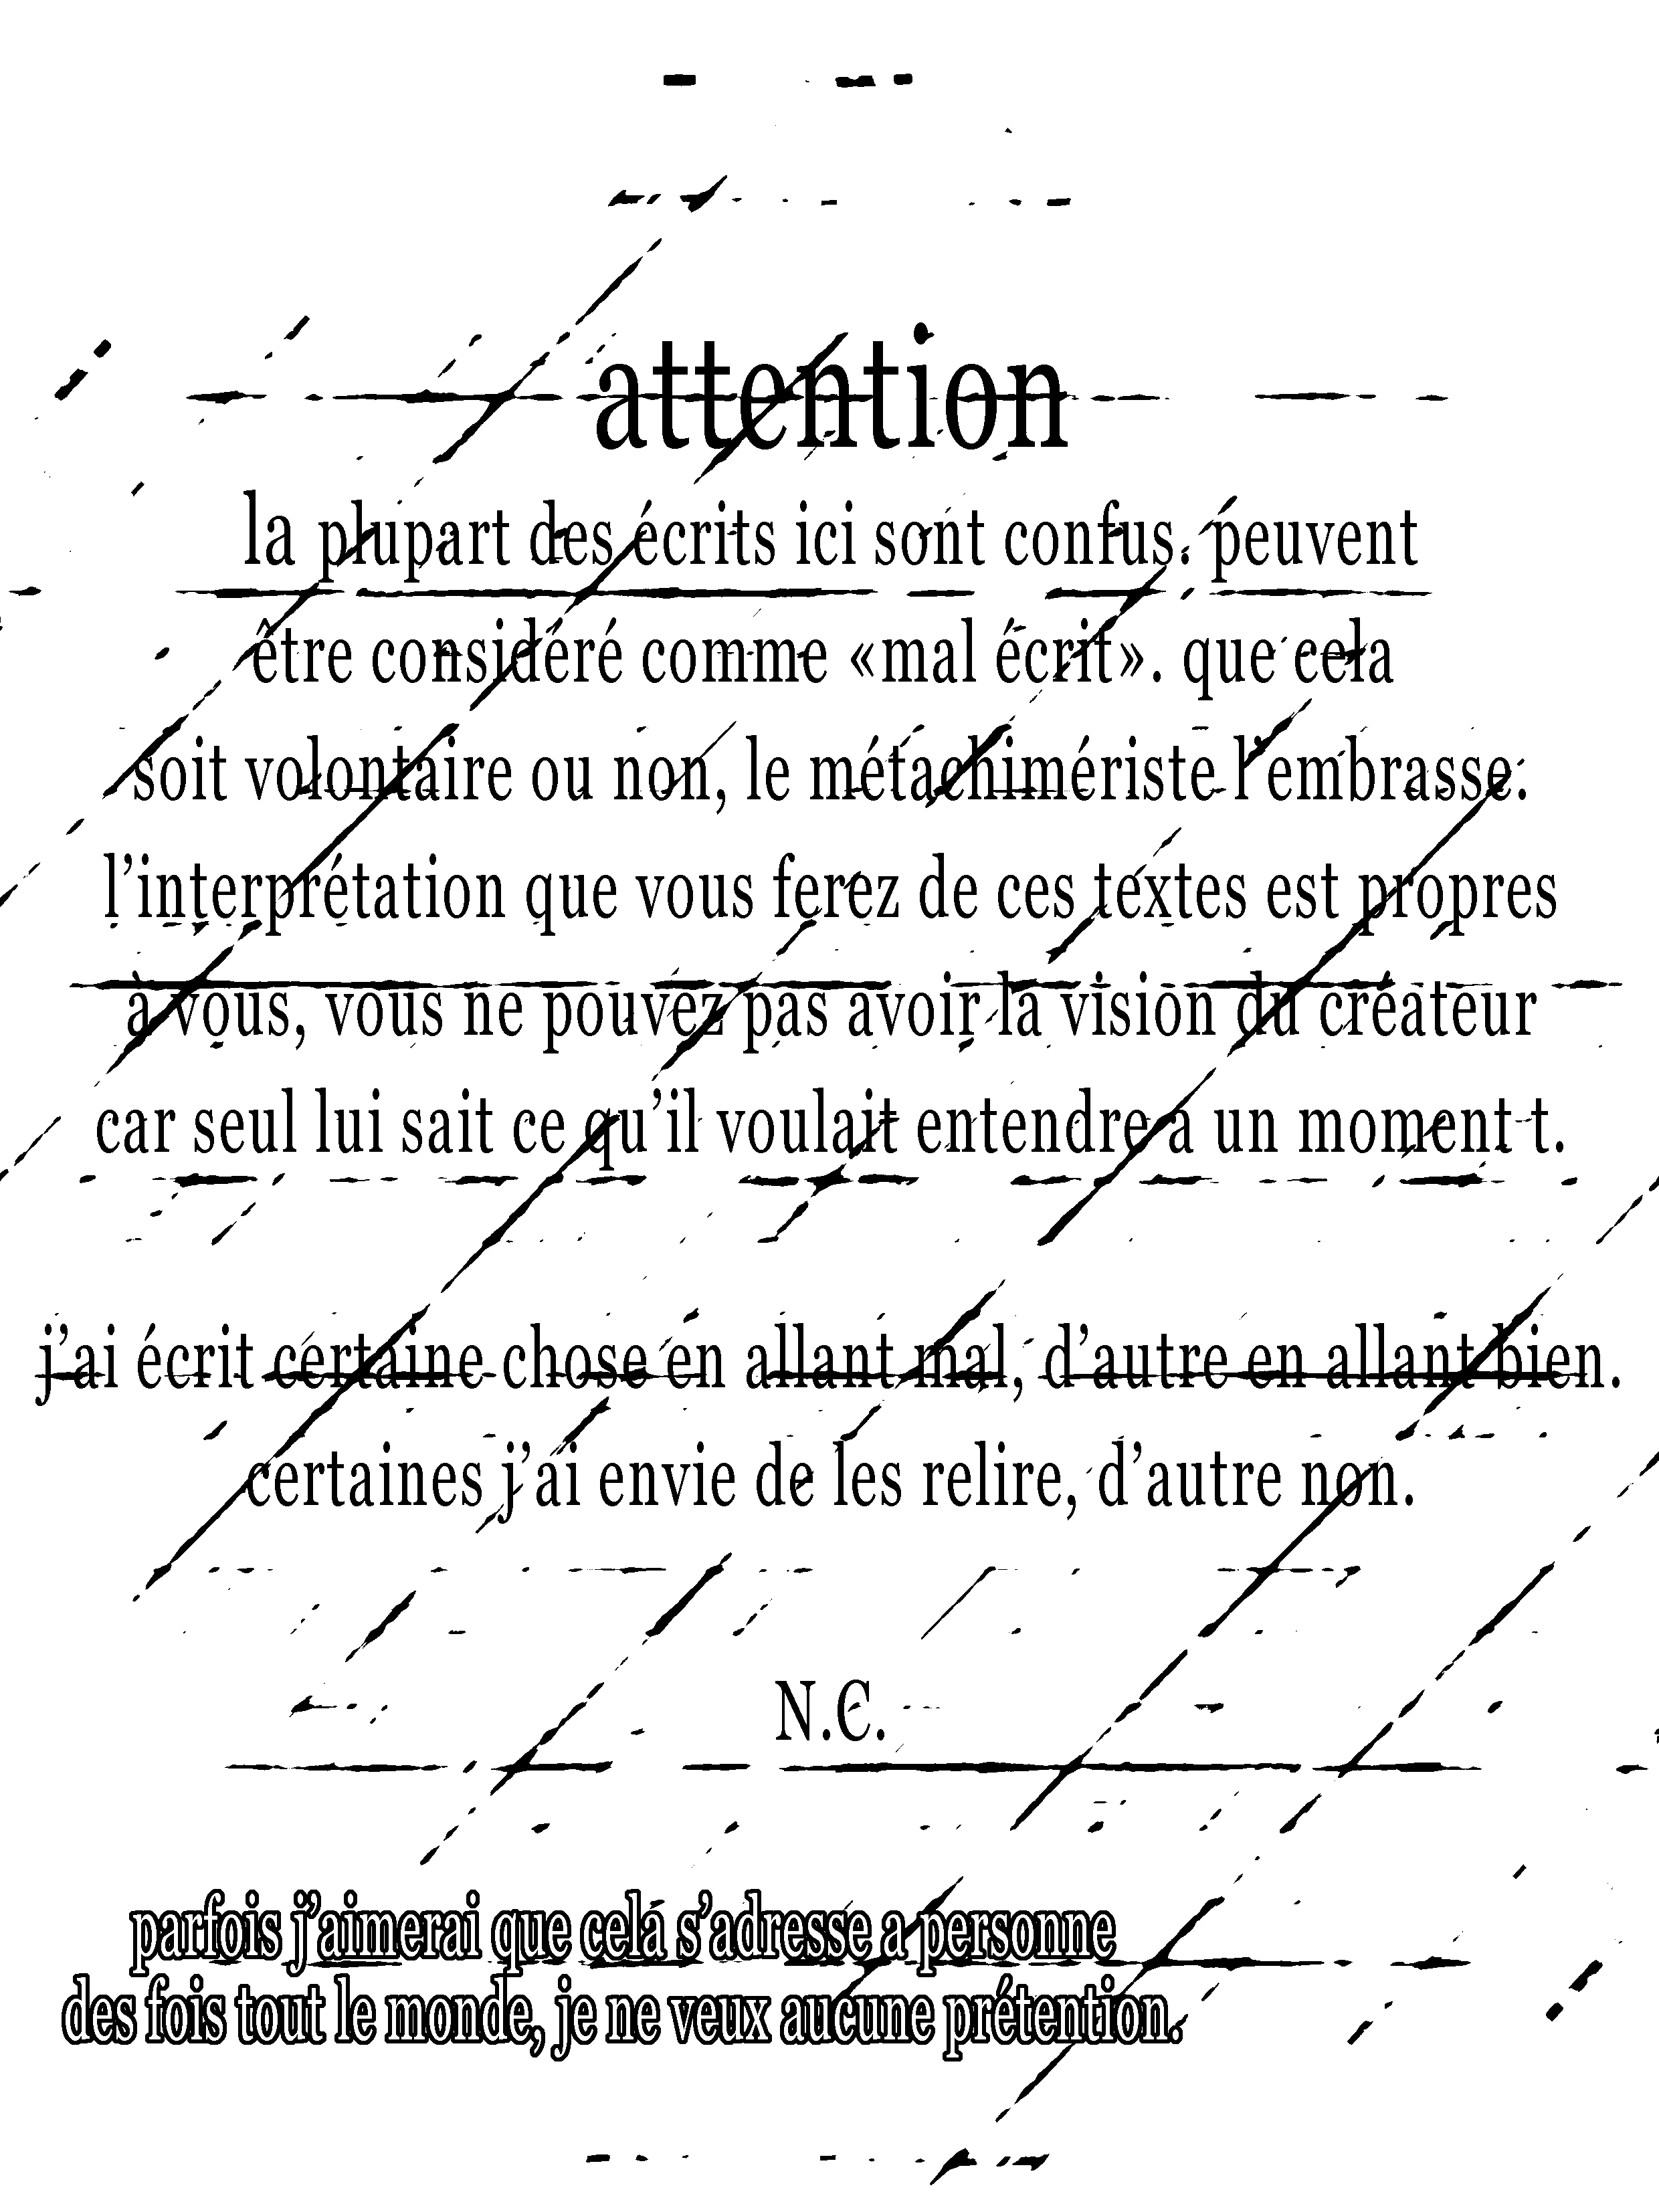 attention
la plupart des écrits ici sont confus. peuvent
être considéré comme «mal écrit». que cela
soit volontaire ou non, le métachimériste l'embrasse.
l'interprétation que vous ferez de ces textes est propres
à vous, vous ne pouvez pas avoir la vision du créateur
car seul lui sait ce qu'il voulait entendre a un moment t.
j'ai écrit certaine chose en allant mal, d'autre en allant bien.
certaines j'ai envie de les relire, d'autre non.
N.C.
parfois j'aimerai que cela s'adresse a personne
des fois tout le monde, je ne veux aucune prétention.